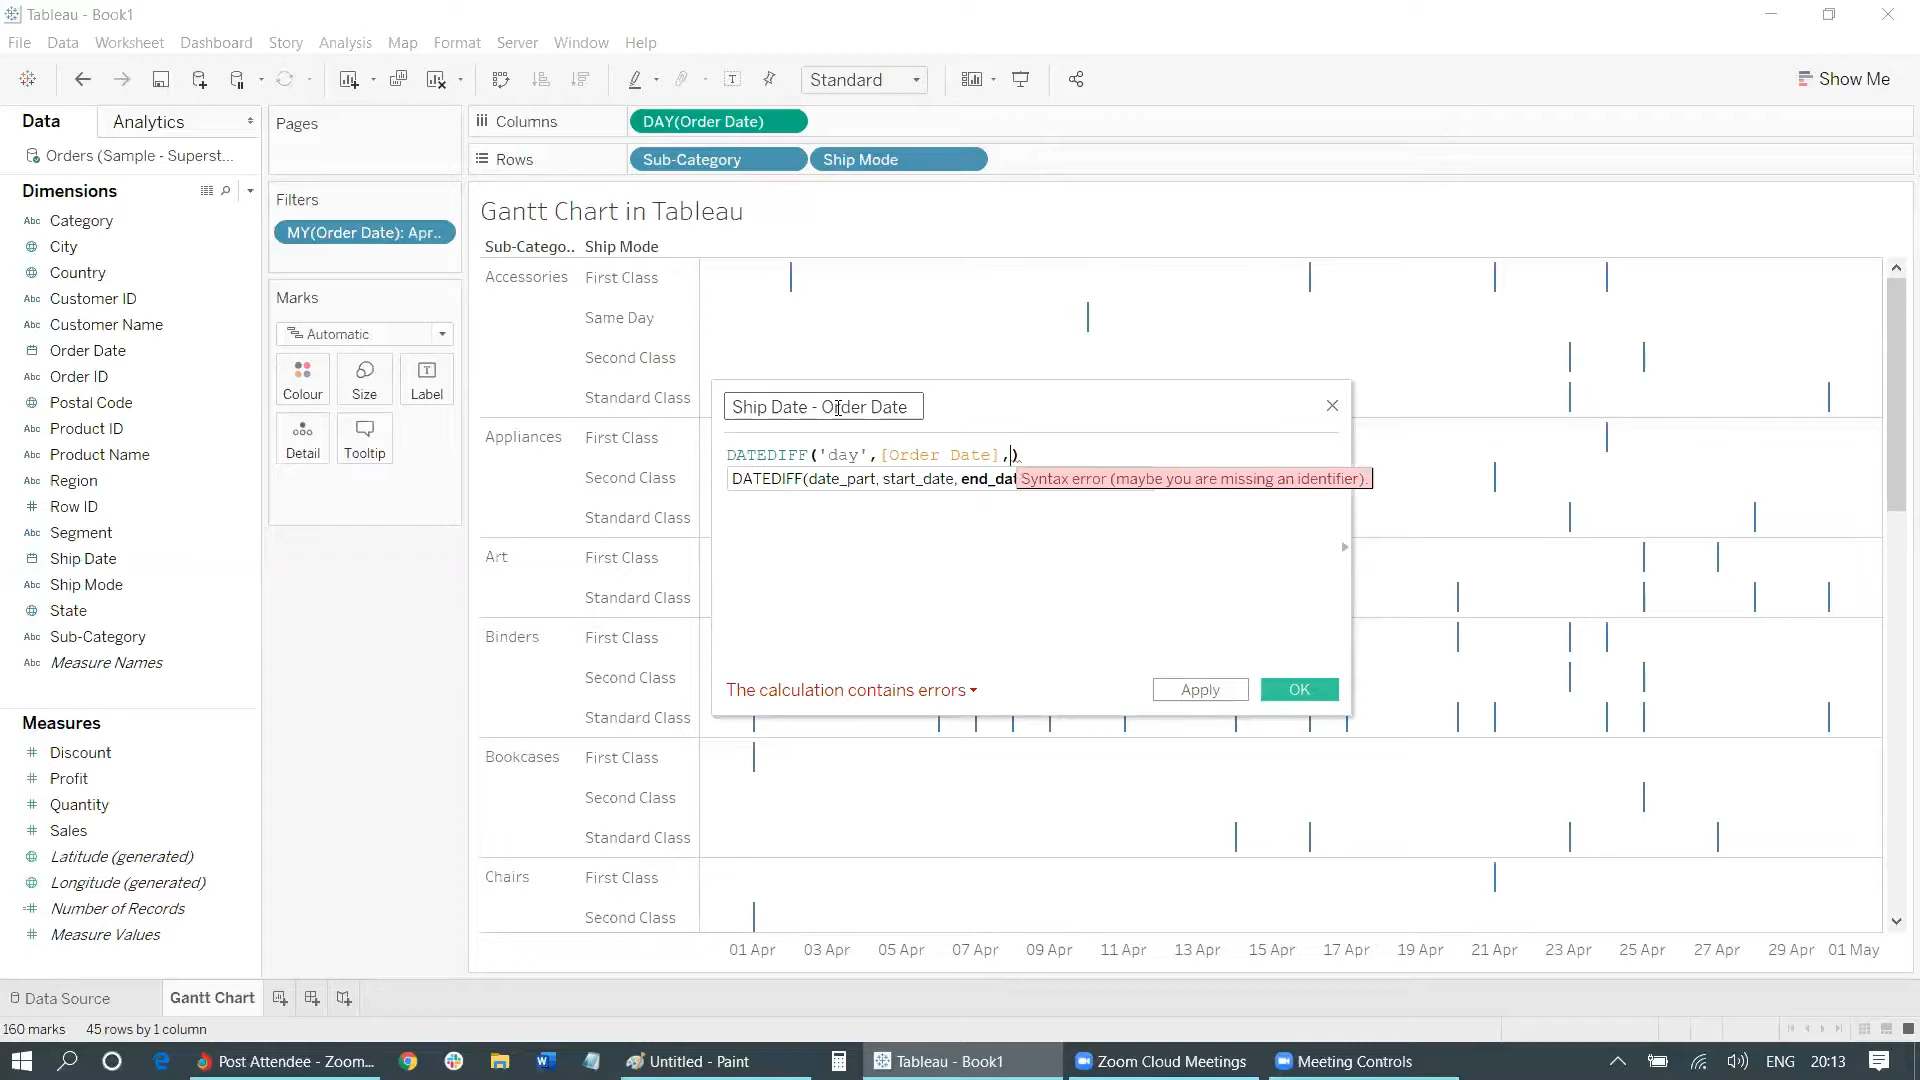 Tableau - Book1
File Data Worksheet Dashboard Story Analysis Map Format Server Window Help
Standard
Show Me
Data Analytics
Orders (Sample - Superst...
Dimensions
Abc Category
City
Country
Abc Customer ID
Abc Customer Name
Order Date
Abc Order ID
Postal Code
Abc Product ID
Abc Product Name
Region
# Row ID
Abc Segment
Ship Date
Abc Ship Mode
State
Abc Sub-Category
Abc Measure Names
Measures
# Discount
# Profit
# Quantity
# Sales
Latitude (generated)
Longitude (generated)
=# Number of Records
# Measure Values
Pages
Filters
MY(Order Date): Apr..
Marks
Automatic
Colour Size Label
Detail Tooltip
Columns DAY(Order Date)
Rows Sub-Category Ship Mode
Gantt Chart in Tableau
Sub-Catego.. Ship Mode
Accessories First Class
Same Day
Second Class
Standard Class
Appliances First Class
Second Class
Standard Class
Art First Class
Standard Class
Binders First Class
Second Class
Standard Class
Bookcases First Class
Second Class
Standard Class
Chairs First Class
Second Class
01 Apr 03 Apr 05 Apr 07 Apr 09 Apr 11 Apr 13 Apr 15 Apr 17 Apr 19 Apr 21 Apr 23 Apr 25 Apr 27 Apr 29 Apr 01 May
Ship Date - Order Date
DATEDIFF('day',[Order Date],)
DATEDIFF(date_part, start_date, end_dat
Syntax error (maybe you are missing an identifier).
The calculation contains errors
Apply OK
Data Source Gantt Chart
160 marks 45 rows by 1 column
Post Attendee - Zoom... Untitled - Paint Tableau - Book1 Zoom Cloud Meetings Meeting Controls ENG 20:13